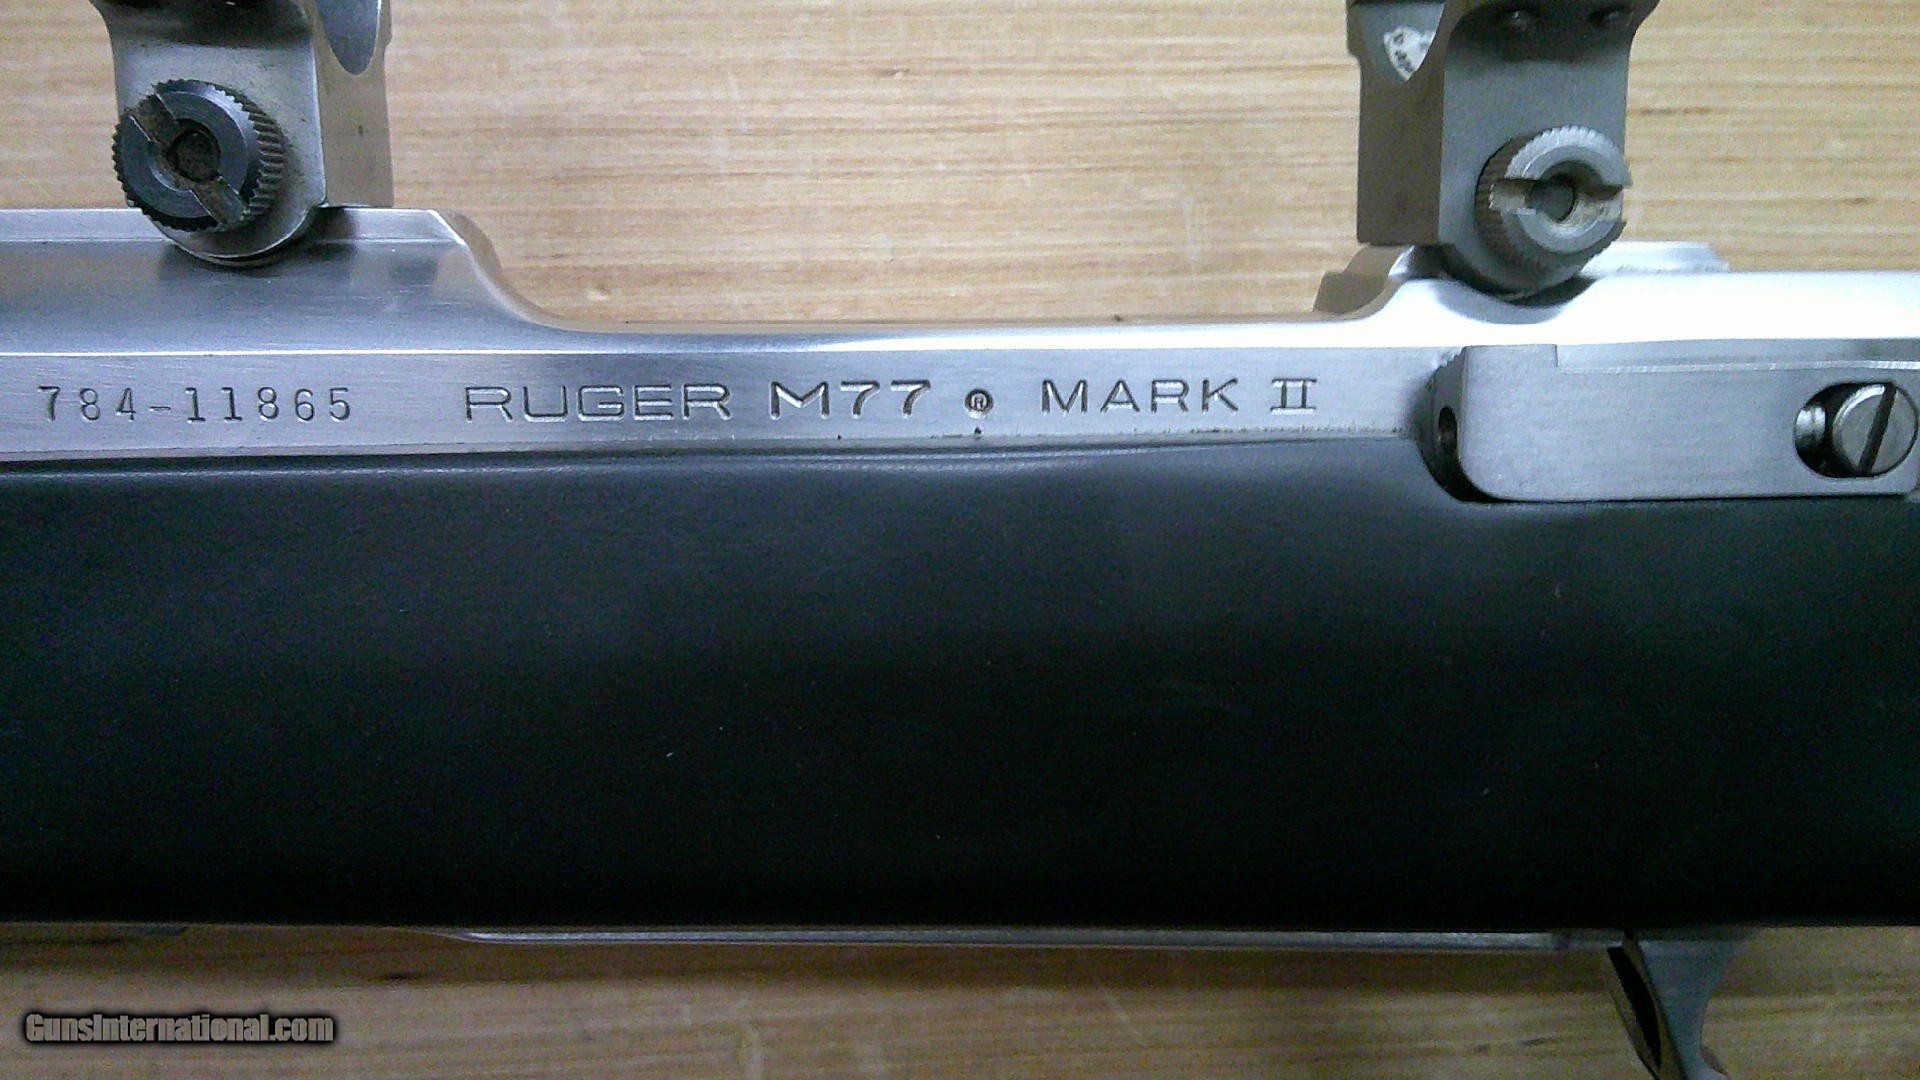 784-11865 RUGER M77 ® MARK II
GunsInternational.com